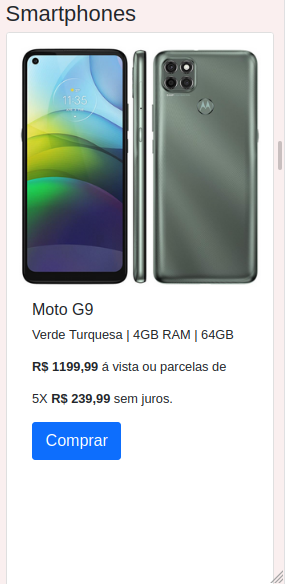 Smartphones
11:35
Moto G9
Verde Turquesa | 4GB RAM | 64GB
R$ 1199,99 á vista ou parcelas de
5X R$ 239,99 sem juros.
Comprar